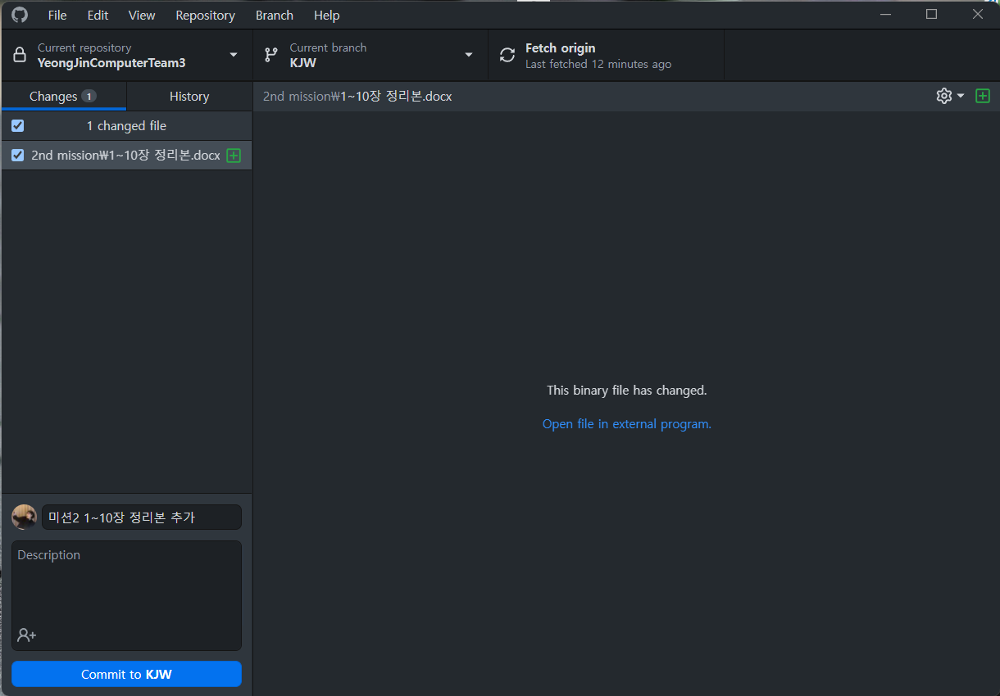 File Edit View Repository Branch Help
Current repository
YeongJinComputerTeam3
Current branch
KJW
Fetch origin
Last fetched 12 minutes ago
Changes 1
History
2nd mission₩1~10장 정리본.docx
1 changed file
2nd mission₩1~10장 정리본.docx
This binary file has changed.
Open file in external program.
미션2 1~10장 정리본 추가
Description
Commit to KJW